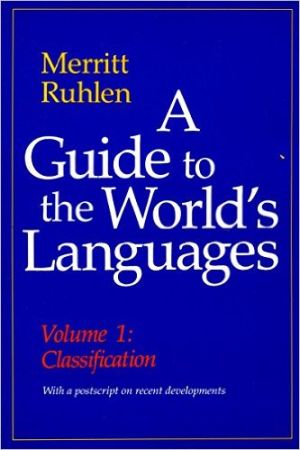 Merritt
Ruhlen
A
Guide to
the World's
Languages
Volume 1:
Classification
With a postscript on recent developments